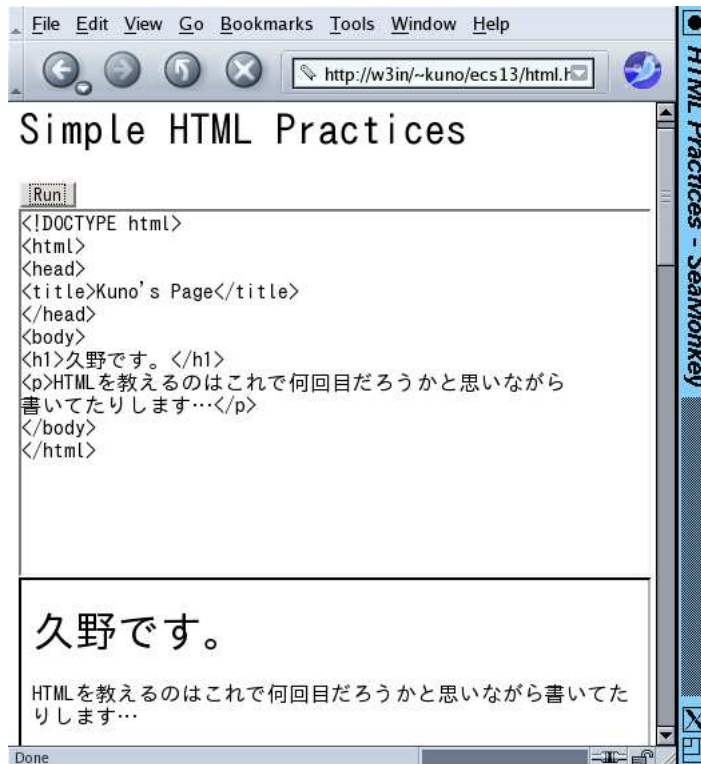 File Edit View Go Bookmarks Tools Window Help
http://w3in/~kuno/ecs13/html.h
HTML Practices - SeaMonkey
Simple HTML Practices
Run
<!DOCTYPE html>
<html>
<head>
<title>Kuno's Page</title>
</head>
<body>
<h1>久野です。</h1>
<p>HTMLを教えるのはこれで何回目だろうかと思いながら
書いてたりします…</p>
</body>
</html>
久野です。
HTMLを教えるのはこれで何回目だろうかと思いながら書いてた
りします…
Done